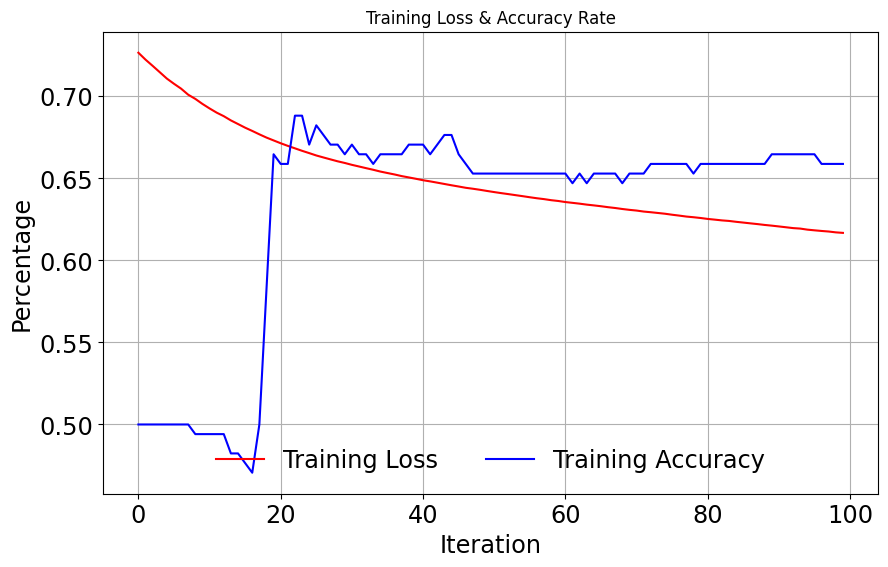 Training Loss & Accuracy Rate
Percentage
0.70
0.65
0.60
0.55
0.50
Training Loss
Training Accuracy
0 20 40 60 80 100
Iteration